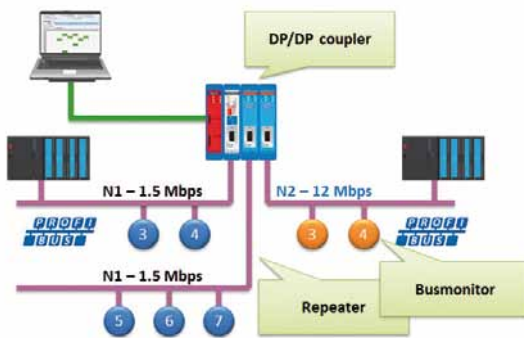 DP/DP coupler
N1 – 1.5 Mbps
N2 – 12 Mbps
3
4
3
4
PROFI
BUS
PROFI
BUS
N1 – 1.5 Mbps
Repeater
Busmonitor
5
6
7